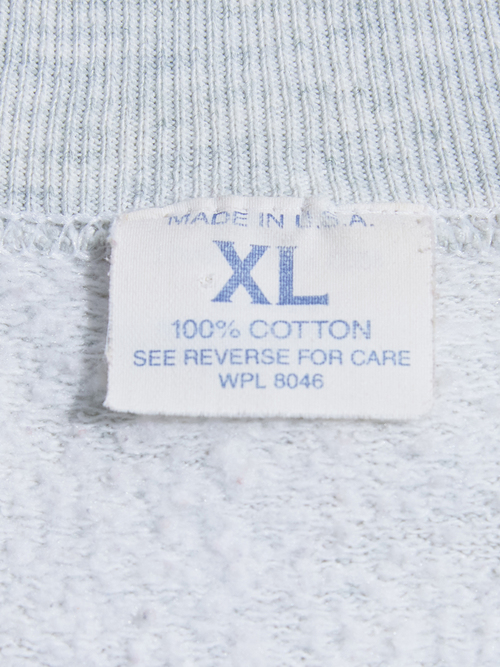 MADE IN U.S.A.
XL
100% COTTON
SEE REVERSE FOR CARE
WPL 8046